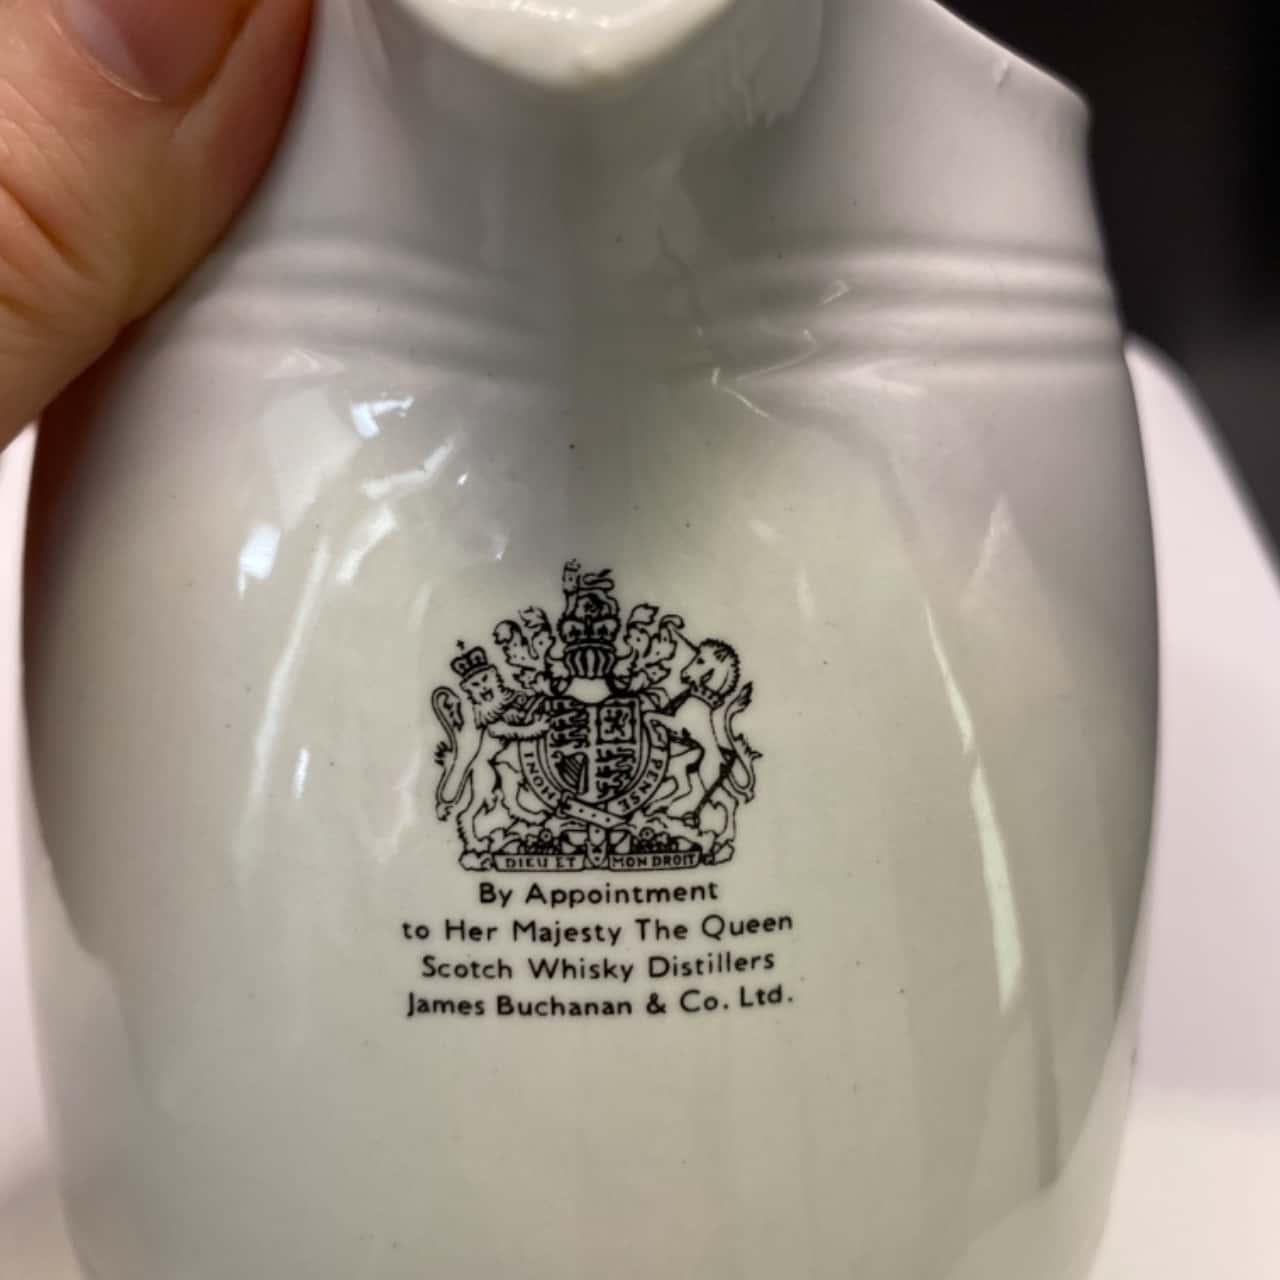 HONI PENSE
DIEU ET MON DROIT
By Appointment
to Her Majesty The Queen
Scotch Whisky Distillers
James Buchanan & Co. Ltd.